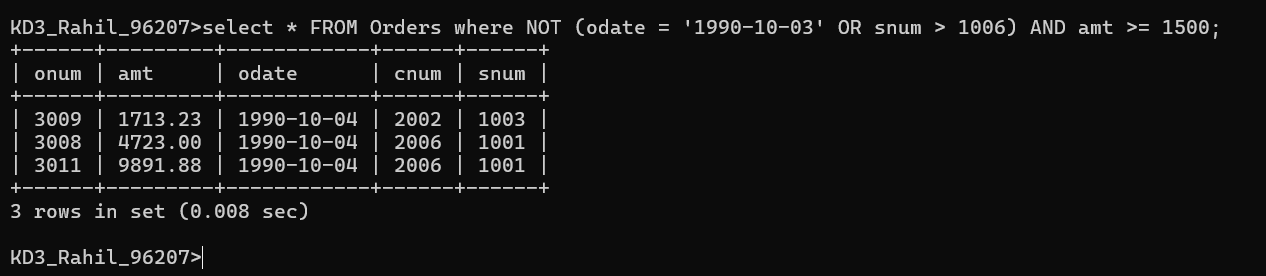 KD3_Rahil_96207>select * FROM Orders where NOT (odate = '1990-10-03' OR snum > 1006) AND amt >= 1500;
+------+---------+------------+------+------+
| onum | amt     | odate      | cnum | snum |
+------+---------+------------+------+------+
| 3009 | 1713.23 | 1990-10-04 | 2002 | 1003 |
| 3008 | 4723.00 | 1990-10-04 | 2006 | 1001 |
| 3011 | 9891.88 | 1990-10-04 | 2006 | 1001 |
+------+---------+------------+------+------+
3 rows in set (0.008 sec)
KD3_Rahil_96207>